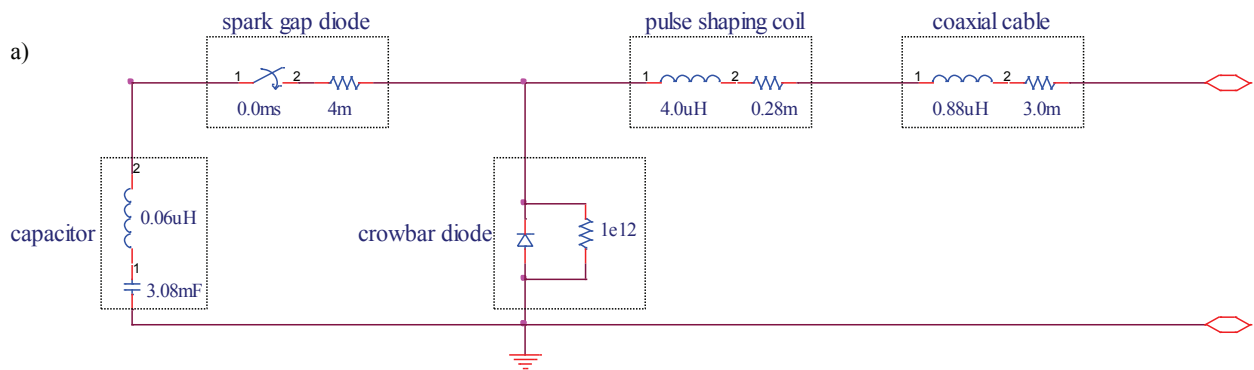 spark gap diode
pulse shaping coil
coaxial cable
a)
1 2
0.0ms 4m
1 2
4.0uH 0.28m
1 2
0.88uH 3.0m
2
0.06uH
capacitor
1
3.08mF
crowbar diode
1e12